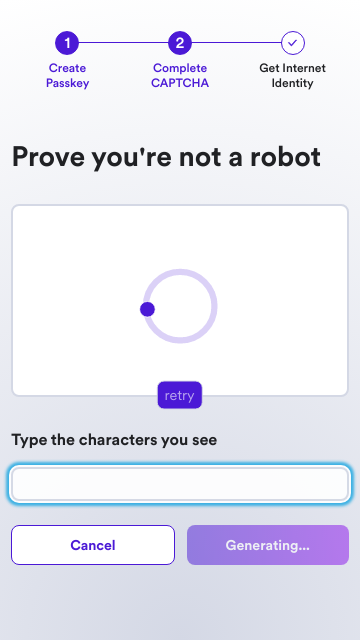 1
2
Create
Passkey
Complete
CAPTCHA
Get Internet
Identity
Prove you're not a robot
retry
Type the characters you see
Cancel
Generating...